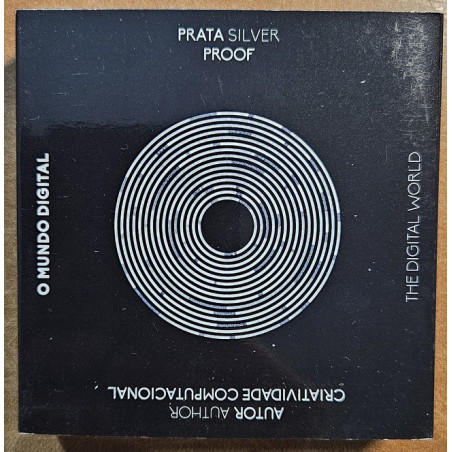 PRATA SILVER
PROOF
O MUNDO DIGITAL
THE DIGITAL WORLD
AUTOR AUTHOR
CRIATIVIDADE COMPUTACIONAL